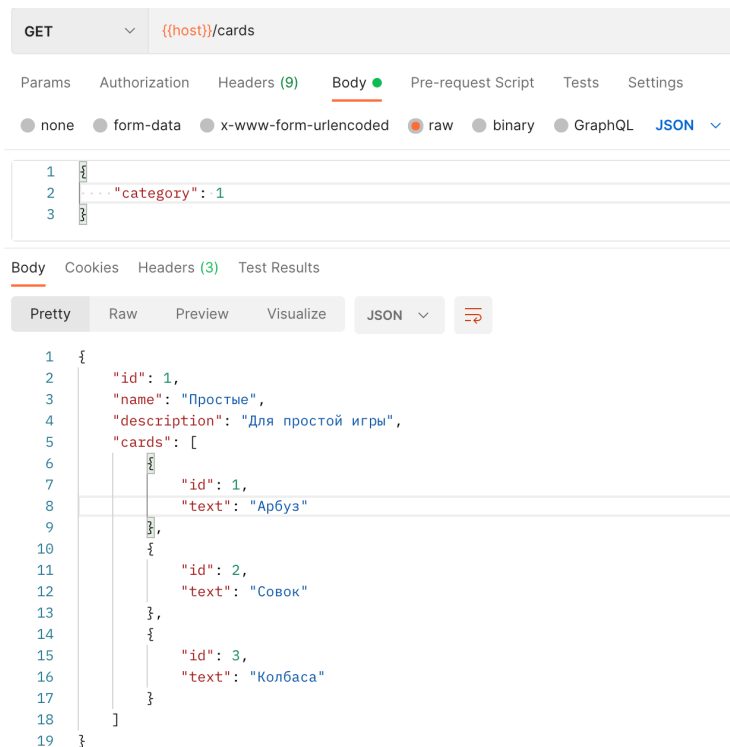 GET {{host}}/cards
Params Authorization Headers (9) Body Pre-request Script Tests Settings
none form-data x-www-form-urlencoded raw binary GraphQL JSON
1 {
2 "category": 1
3 }
Body Cookies Headers (3) Test Results
Pretty Raw Preview Visualize JSON
1 {
2 "id": 1,
3 "name": "Простые",
4 "description": "Для простой игры",
5 "cards": [
6 {
7 "id": 1,
8 "text": "Арбуз"
9 },
10 {
11 "id": 2,
12 "text": "Совок"
13 },
14 {
15 "id": 3,
16 "text": "Колбаса"
17 }
18 ]
19 }